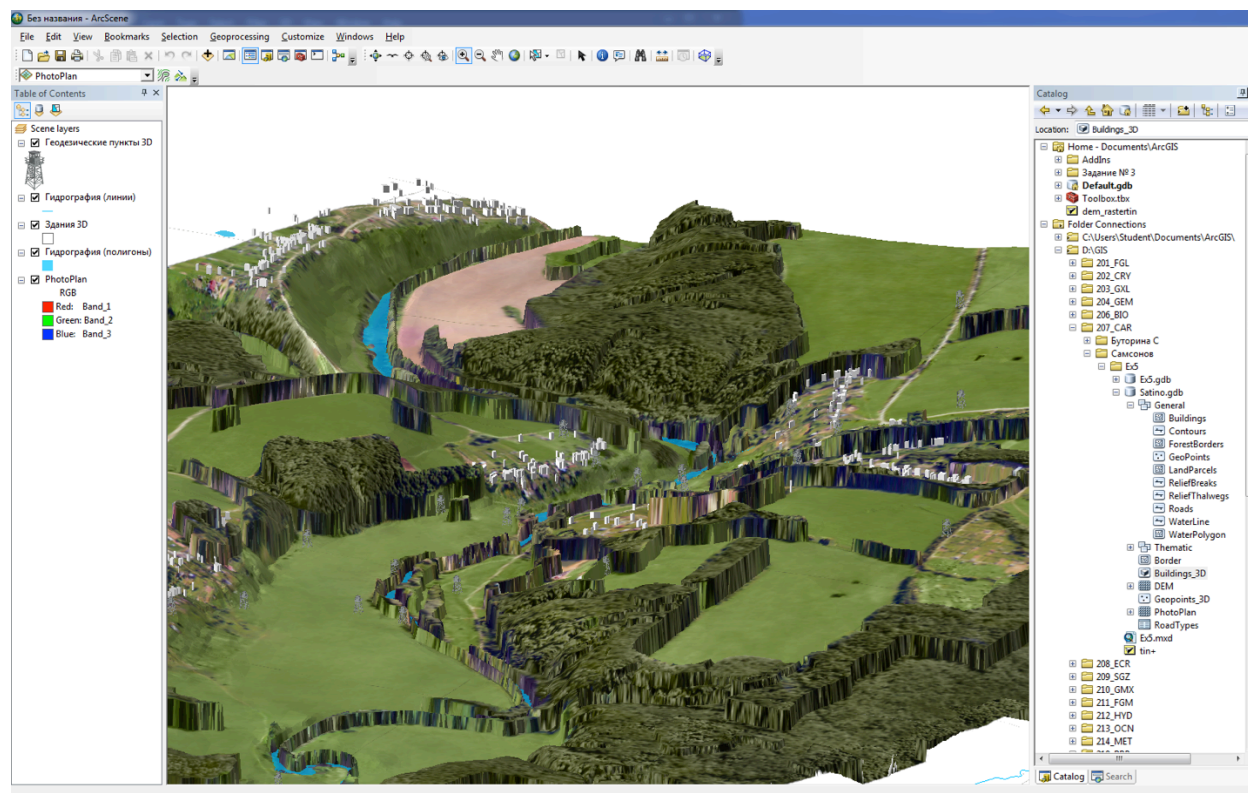 Без названия - ArcScene
File Edit View Bookmarks Selection Geoprocessing Customize Windows Help
PhotoPlan
Table of Contents
Scene layers
Геодезические пункты 3D
Гидрография (линии)
Здания 3D
Гидрография (полигоны)
PhotoPlan
RGB
Red: Band_1
Green: Band_2
Blue: Band_3
Catalog
Location: Buildings_3D
Home - Documents\ArcGIS
AddIns
Задание № 3
Default.gdb
Toolbox.tbx
dem_rastertin
Folder Connections
C:\Users\Student\Documents\ArcGIS\
D:\GIS
201_FGL
202_CRY
203_GXL
204_GEM
206_BIO
207_CAR
Буторина С
Самсонов
Ex5
Ex5.gdb
Satino.gdb
General
Buildings
Contours
ForestBorders
GeoPoints
LandParcels
ReliefBreaks
ReliefThalwegs
Roads
WaterLine
WaterPolygon
Thematic
Border
Buildings_3D
DEM
Geopoints_3D
PhotoPlan
RoadTypes
Ex5.mxd
tin+
208_ECR
209_SGZ
210_GMX
211_FGM
212_HYD
213_OCN
214_MET
Catalog Search